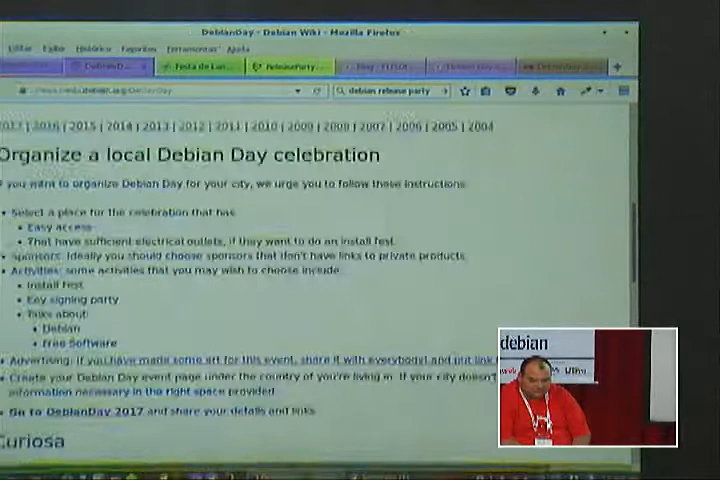 DebianDay - Debian Wiki - Mozilla Firefox
Editar Exibir Histórico Favoritos Ferramentas Ajuda
DebianD...
Festa de Lan...
ReleaseParty...
debian release party
2017 | 2016 | 2015 | 2014 | 2013 | 2012 | 2011 | 2010 | 2009 | 2008 | 2007 | 2006 | 2005 | 2004
Organize a local Debian Day celebration
If you want to organize Debian Day for your city, we urge you to follow these instructions
Select a place for the celebration that has
Easy access
That have sufficient electrical outlets, if they want to do an install fest.
Sponsors: Ideally you should choose sponsors that don't have links to private products
Activities: some activities that you may wish to choose include
Install fest
Key signing party
Talks about:
Debian
Free Software
Advertising: if you have made some art for this event, share it with everybody! and put link
Create your Debian Day event page under the country of you're living in. If your city doesn't
information necessary in the right space provided
Go to DebianDay 2017 and share your details and links
Curiosa
debian